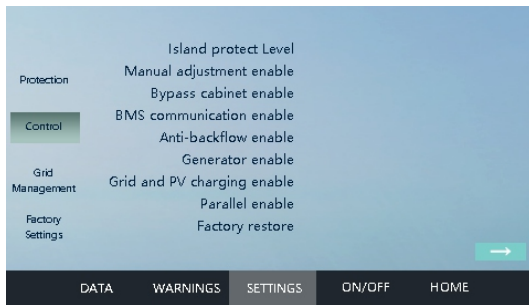 Island protect Level
Manual adjustment enable
Bypass cabinet enable
BMS communication enable
Anti-backflow enable
Generator enable
Grid and PV charging enable
Parallel enable
Factory restore
Protection
Control
Grid
Management
Factory
Settings
→
DATA WARNINGS SETTINGS ON/OFF HOME